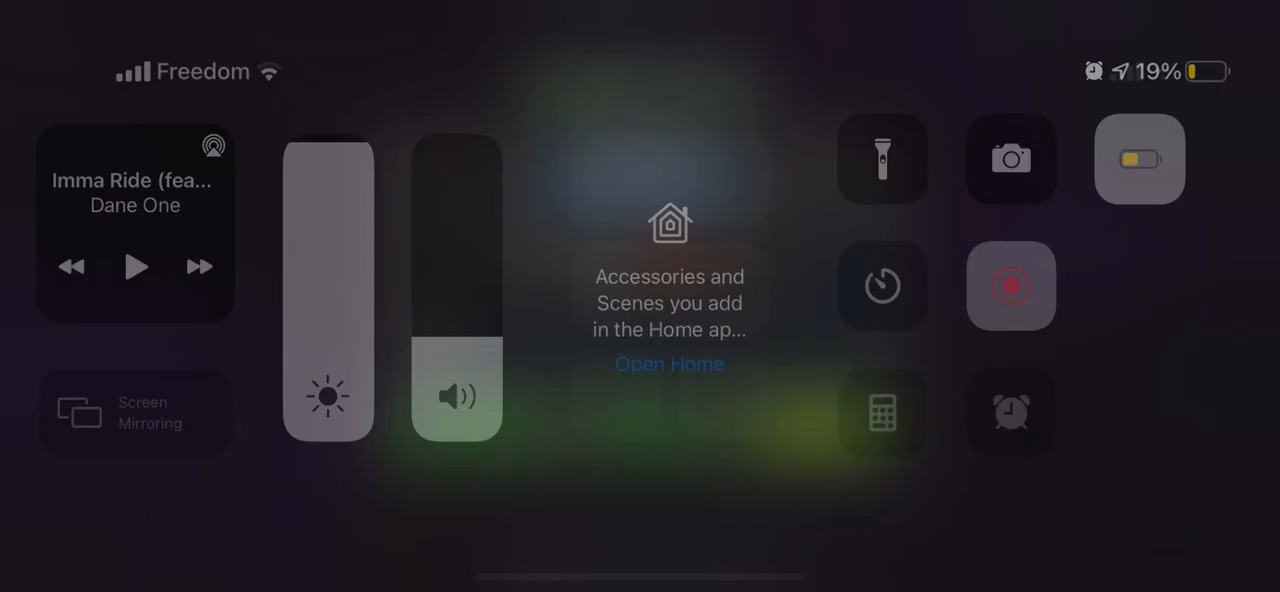 Freedom
19%
Imma Ride (fea...
Dane One
Accessories and
Scenes you add
in the Home ap...
Open Home
Screen
Mirroring